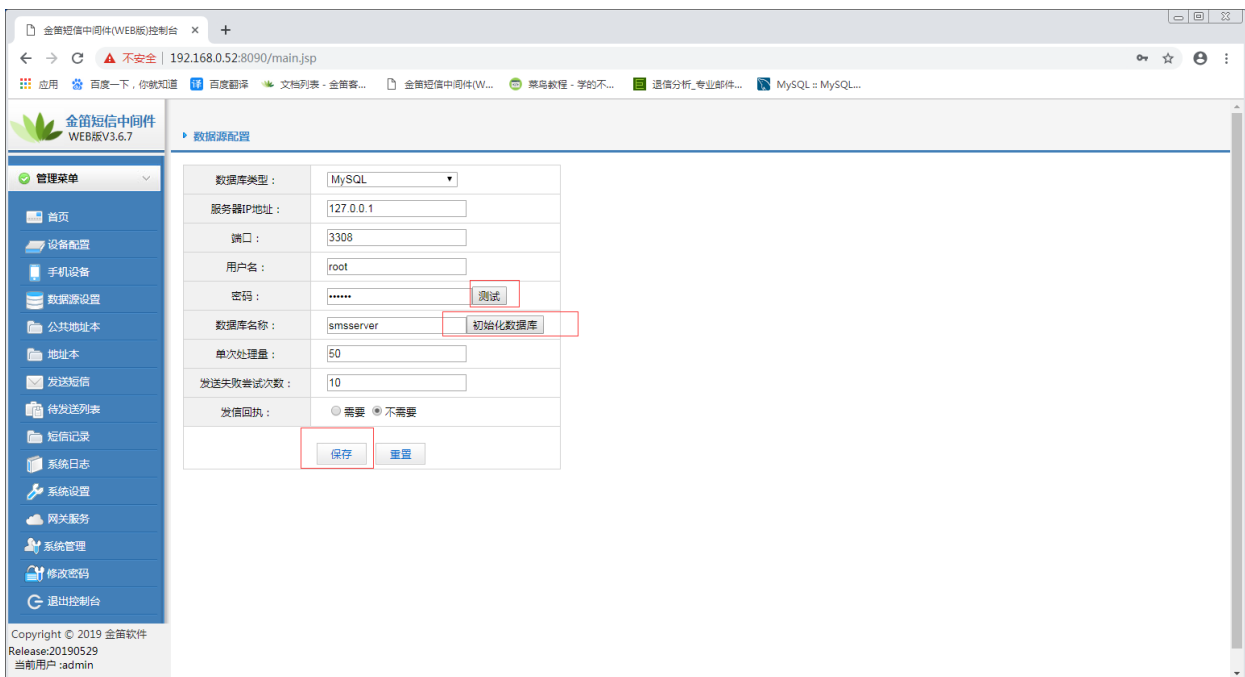 金笛短信中间件(WEB版)控制台
不安全 | 192.168.0.52:8090/main.jsp
应用 百度一下，你就知道 百度翻译 文档列表 - 金笛客... 金笛短信中间件(W... 菜鸟教程 - 学的不... 退信分析_专业邮件... MySQL :: MySQL...
金笛短信中间件
WEB版V3.6.7
数据源配置
管理菜单
首页
设备配置
手机设备
数据源设置
公共地址本
地址本
发送短信
待发送列表
短信记录
系统日志
系统设置
网关服务
系统管理
修改密码
退出控制台
数据库类型： MySQL
服务器IP地址： 127.0.0.1
端口： 3308
用户名： root
密码： •••••• 测试
数据库名称： smsserver 初始化数据库
单次处理量： 50
发送失败尝试次数： 10
发信回执： 需要 不需要
保存 重置
Copyright © 2019 金笛软件
Release:20190529
当前用户 :admin